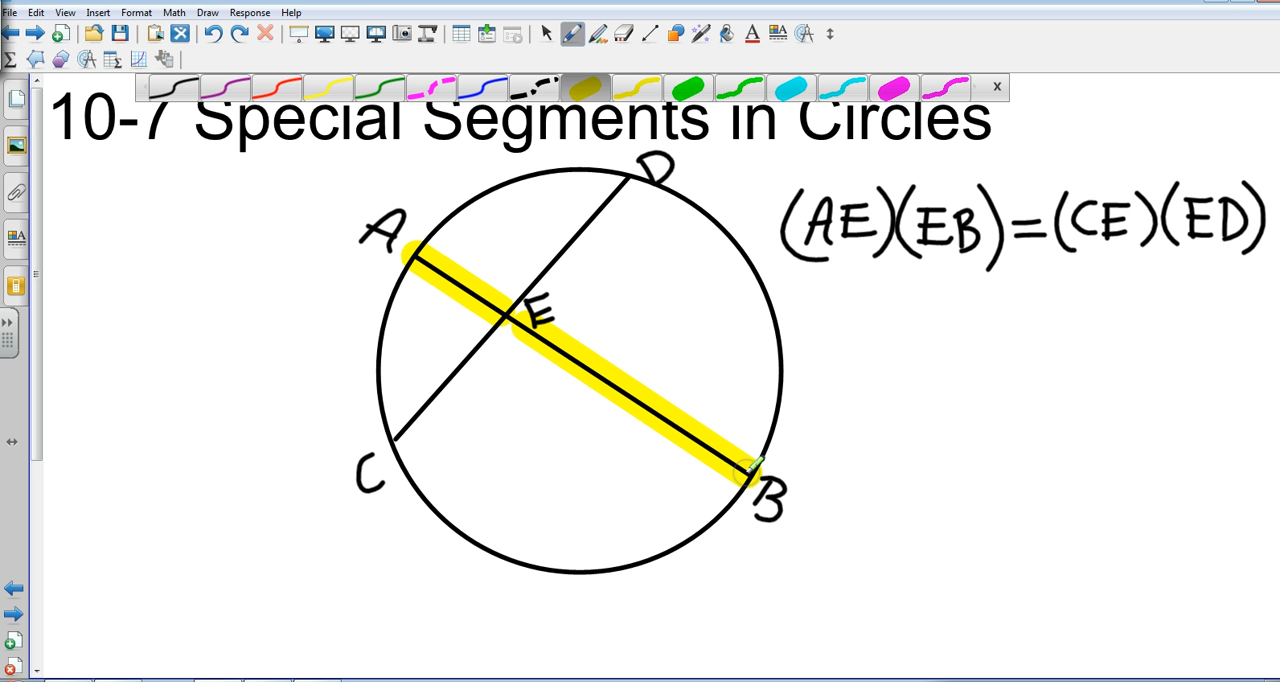 File Edit View Insert Format Math Draw Response Help
x
10-7 Special Segments in Circles
D
A
(AE)(EB)=(CE)(ED)
E
C
B